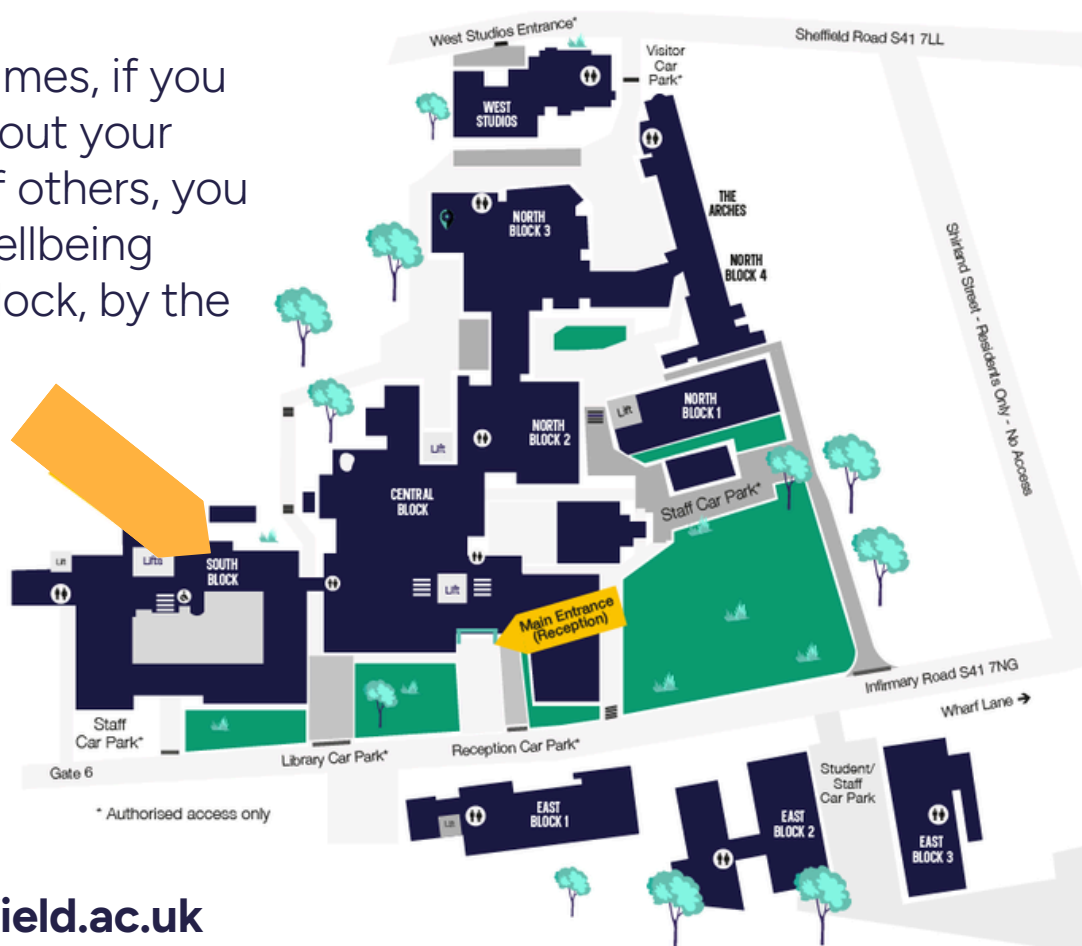 mes, if you
out your
f others, you
ellbeing
lock, by the
West Studios Entrance*
Sheffield Road S41 7LL
Visitor
Car
Park*
WEST
STUDIOS
THE
ARCHES
NORTH
BLOCK 3
NORTH
BLOCK 4
Shirland Street - Residents Only - No Access
Lift
NORTH
BLOCK 1
NORTH
BLOCK 2
Lift
CENTRAL
BLOCK
Staff Car Park*
Lift
Lifts
SOUTH
BLOCK
Lift
Main Entrance
(Reception)
Infirmary Road S41 7NG
Wharf Lane →
Staff
Car Park*
Library Car Park*
Reception Car Park*
Gate 6
Student/
Staff
Car Park
* Authorised access only
Lift
EAST
BLOCK 1
EAST
BLOCK 2
EAST
BLOCK 3
ield.ac.uk